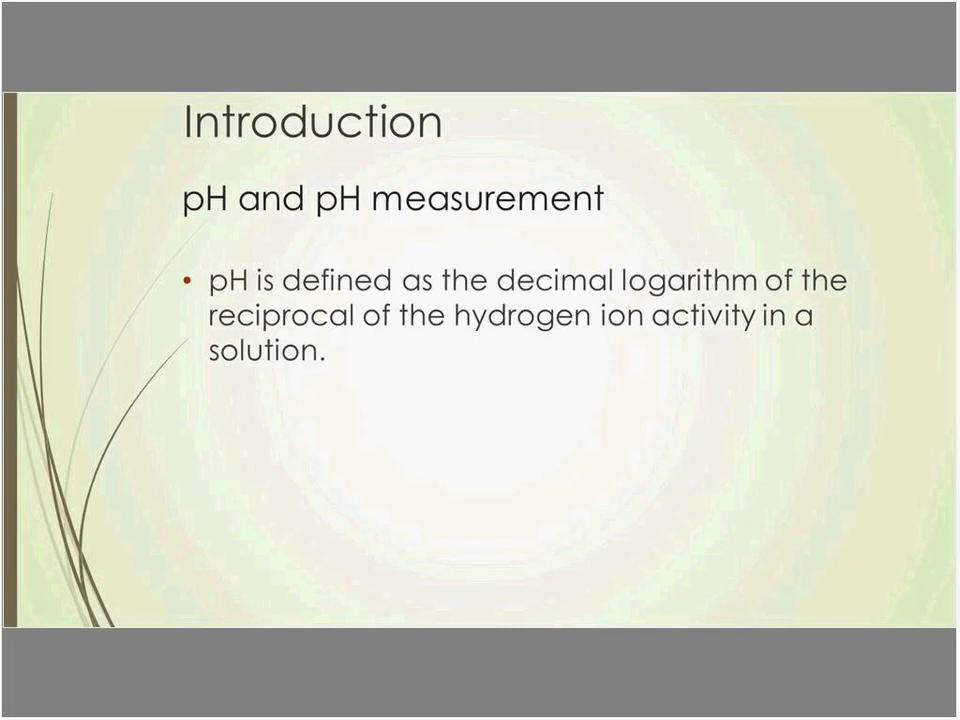 Introduction
pH and pH measurement
• pH is defined as the decimal logarithm of the
reciprocal of the hydrogen ion activity in a
solution.